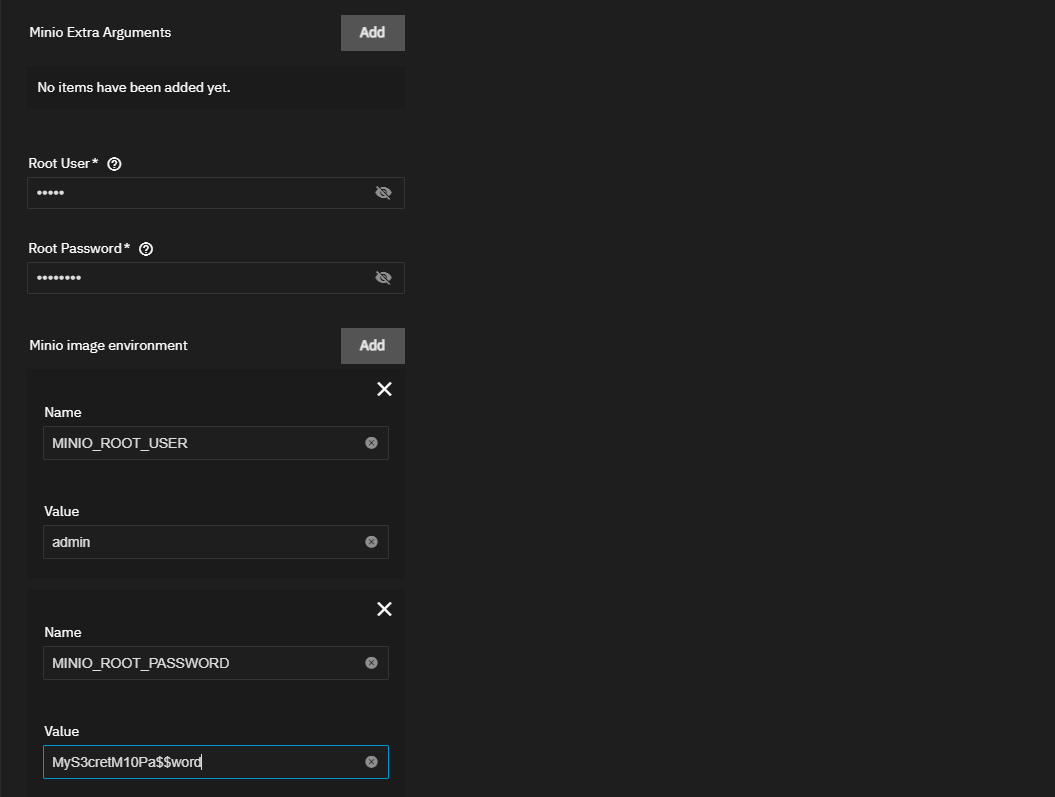 Minio Extra Arguments
Add
No items have been added yet.
Root User*
•••••
Root Password*
••••••••
Minio image environment
Add
Name
MINIO_ROOT_USER
Value
admin
Name
MINIO_ROOT_PASSWORD
Value
MyS3cretM10Pa$$word